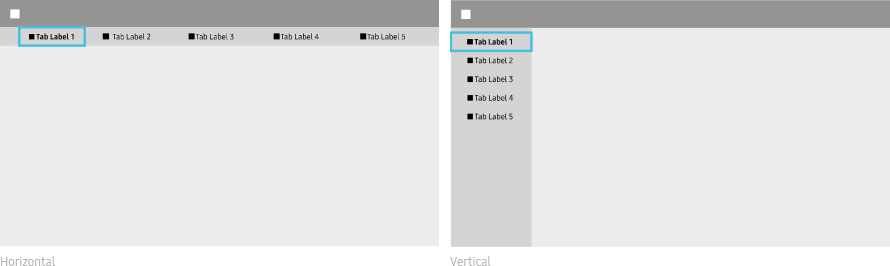 Tab Label 1 Tab Label 2 Tab Label 3 Tab Label 4 Tab Label 5
Horizontal
Tab Label 1
Tab Label 2
Tab Label 3
Tab Label 4
Tab Label 5
Vertical